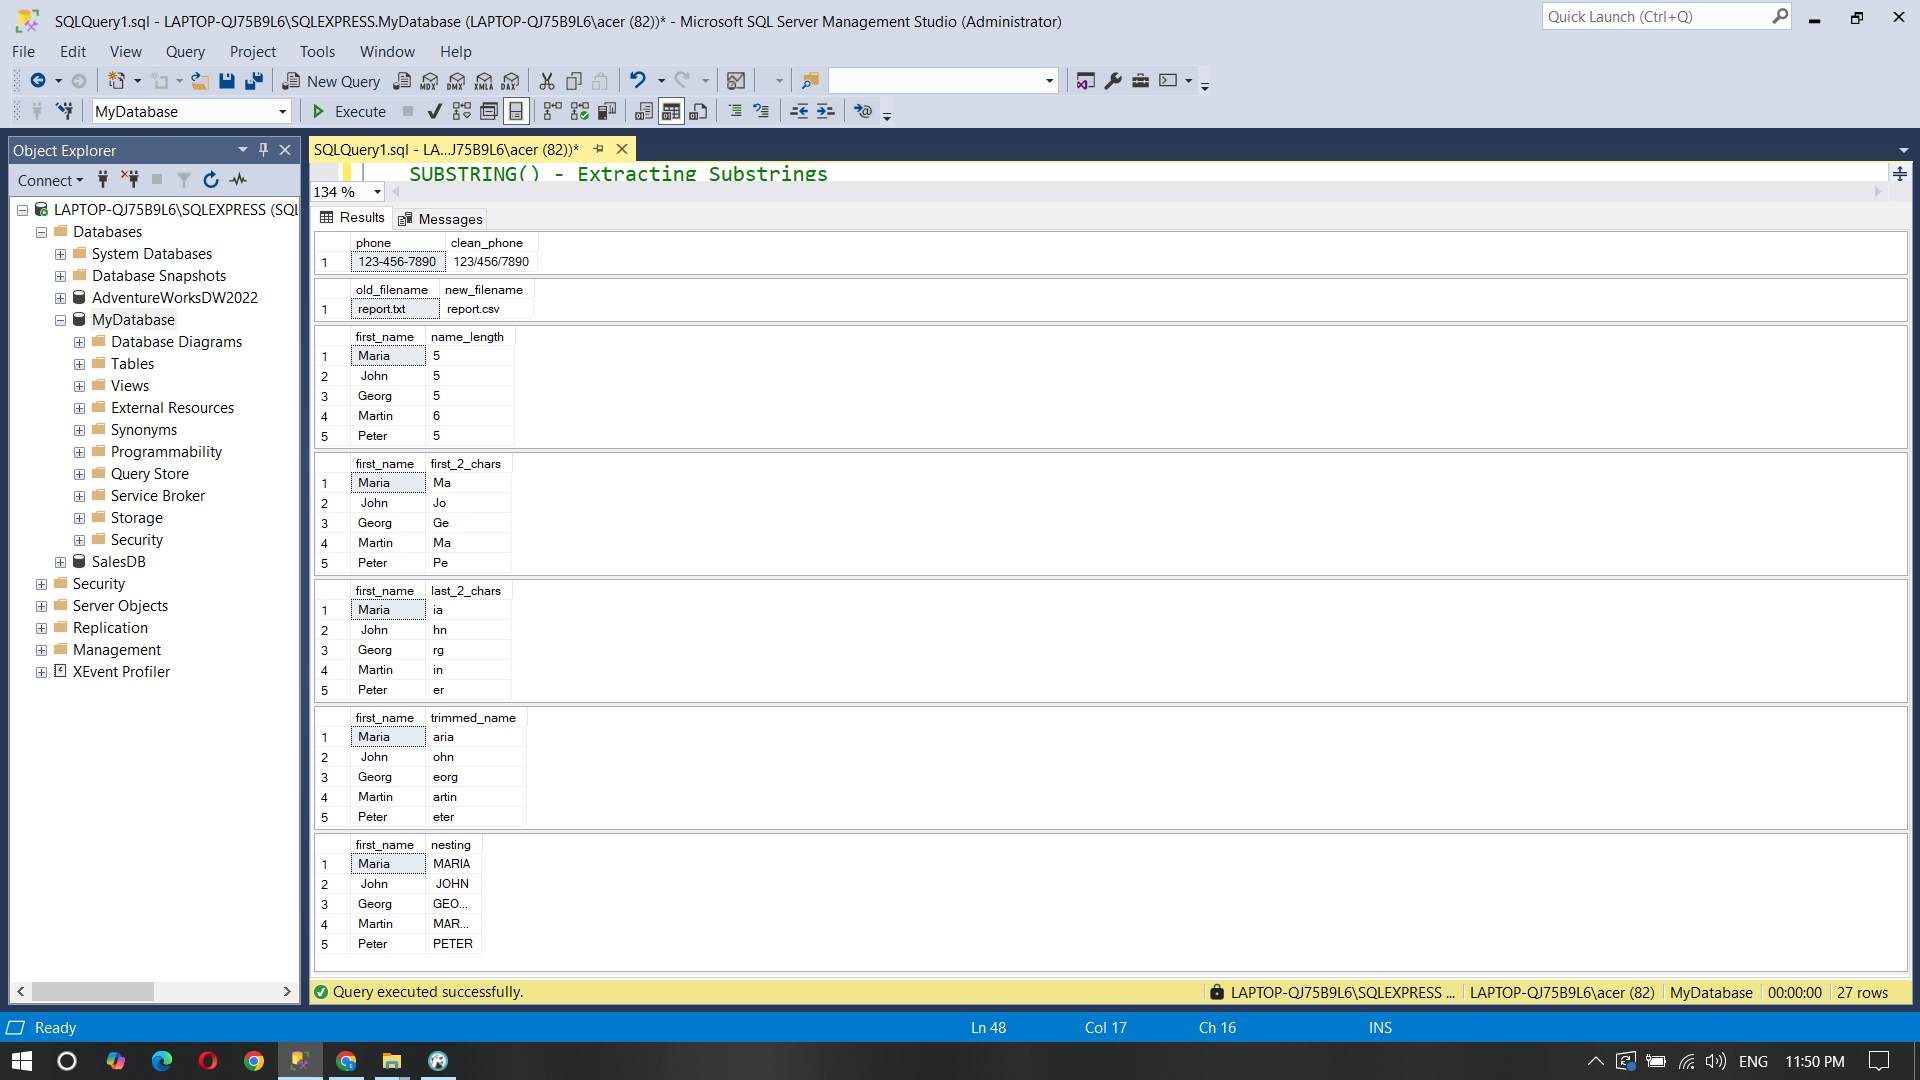 SQLQuery1.sql - LAPTOP-QJ75B9L6\SQLEXPRESS.MyDatabase (LAPTOP-QJ75B9L6\acer (82))* - Microsoft SQL Server Management Studio (Administrator)
Quick Launch (Ctrl+Q)
File Edit View Query Project Tools Window Help
New Query MDX DMX XMLA DAX
MyDatabase Execute
Object Explorer
SQLQuery1.sql - LA...J75B9L6\acer (82))*
Connect
SUBSTRING() - Extracting Substrings
134 %
Results Messages
LAPTOP-QJ75B9L6\SQLEXPRESS (SQL
Databases
System Databases
Database Snapshots
AdventureWorksDW2022
MyDatabase
Database Diagrams
Tables
Views
External Resources
Synonyms
Programmability
Query Store
Service Broker
Storage
Security
SalesDB
Security
Server Objects
Replication
Management
XEvent Profiler
phone clean_phone
1 123-456-7890 123/456/7890
old_filename new_filename
1 report.txt report.csv
first_name name_length
1 Maria 5
2 John 5
3 Georg 5
4 Martin 6
5 Peter 5
first_name first_2_chars
1 Maria Ma
2 John Jo
3 Georg Ge
4 Martin Ma
5 Peter Pe
first_name last_2_chars
1 Maria ia
2 John hn
3 Georg rg
4 Martin in
5 Peter er
first_name trimmed_name
1 Maria aria
2 John ohn
3 Georg eorg
4 Martin artin
5 Peter eter
first_name nesting
1 Maria MARIA
2 John JOHN
3 Georg GEO...
4 Martin MAR...
5 Peter PETER
Query executed successfully. LAPTOP-QJ75B9L6\SQLEXPRESS ... LAPTOP-QJ75B9L6\acer (82) MyDatabase 00:00:00 27 rows
Ready Ln 48 Col 17 Ch 16 INS
ENG 11:50 PM